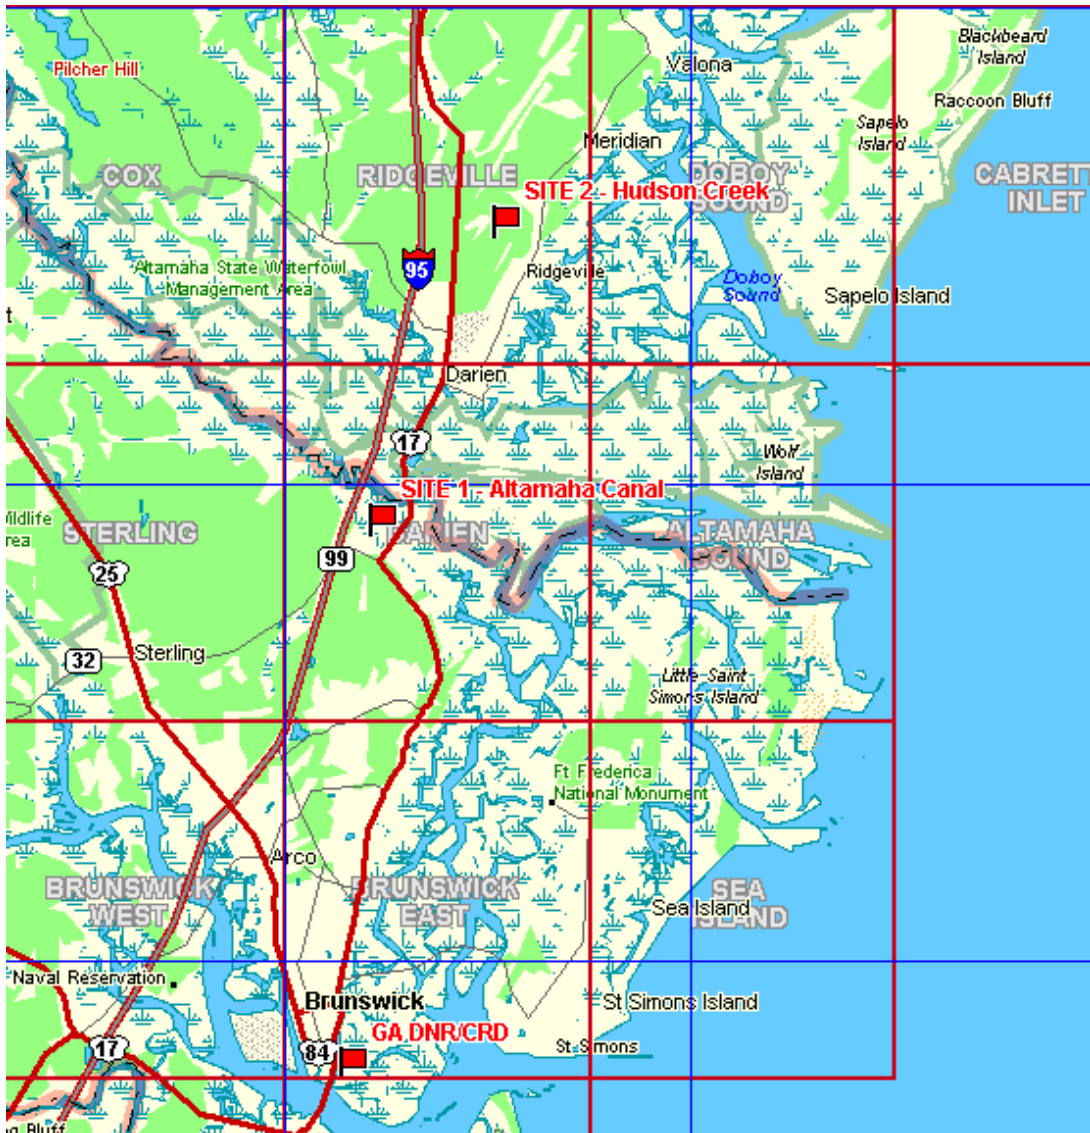 Blackbeard
Island
Valona
Pilcher Hill
Raccoon Bluff
Sapelo
Island
Meridian
COX
RIDGEVILLE
DOBOY
SOUND
CABRETT
INLET
SITE 2 - Hudson Creek
95
Altamaha State Waterfowl
Management Area
Ridgeville
Doboy
Sound
Sapelo Island
t
Darien
17
Wolf
Island
SITE 1 - Altamaha Canal
Wildlife
rea
STERLING
DARIEN
ALTAMAHA
SOUND
99
25
32
Sterling
Little Saint
Simons Island
Ft Frederica
National Monument
Arco
BRUNSWICK
WEST
BRUNSWICK
EAST
SEA
ISLAND
Sea Island
Naval Reservation
Brunswick
St Simons Island
GA DNR/CRD
17
84
St Simons
Bluff